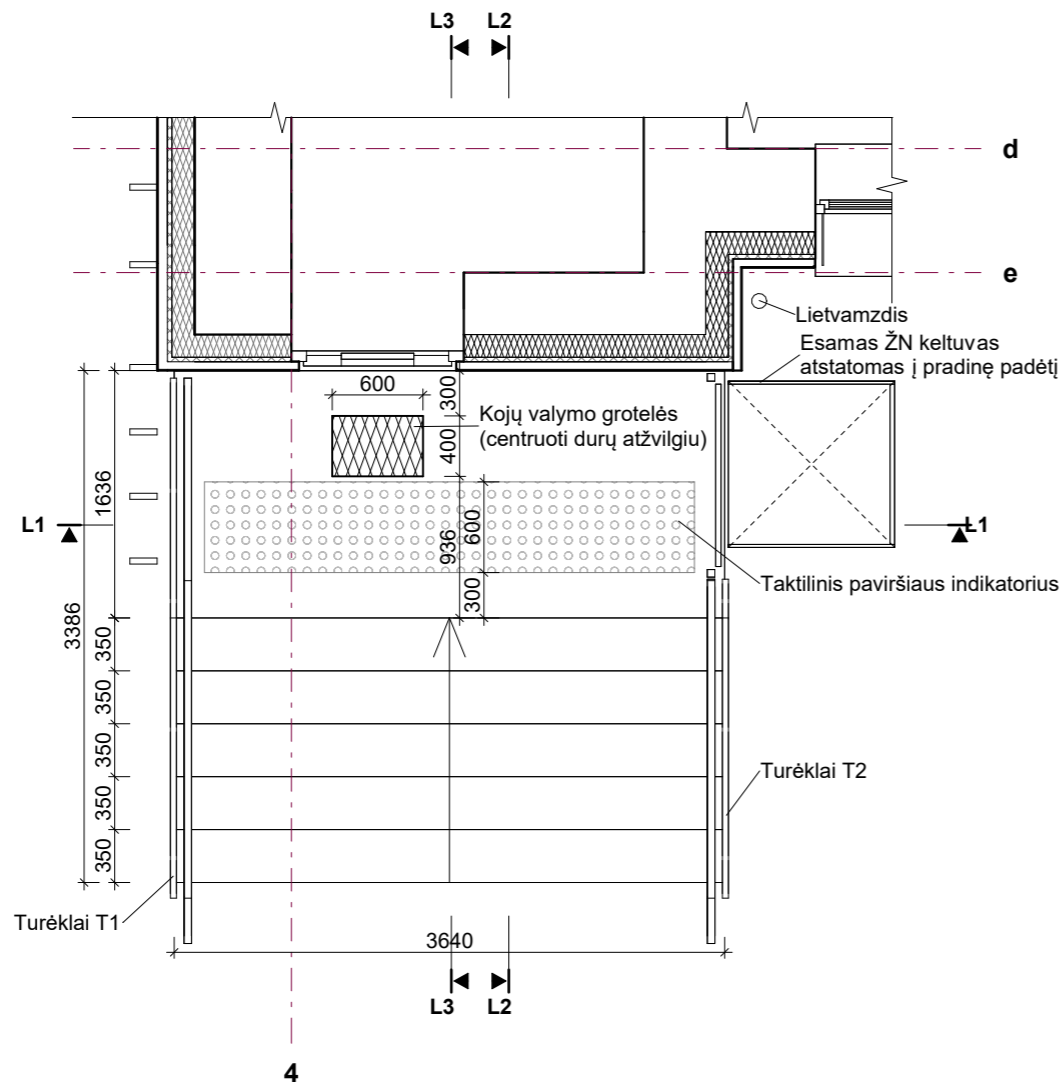 L3 L2
d
e
Lietvamzdis
Esamas ŽN keltuvas
atstatomas į pradinę padėtį
600
300
Kojų valymo grotelės
(centruoti durų atžvilgiu)
400
1636
L1
L1
600
936
Taktilinis paviršiaus indikatorius
300
3386
350
350
350
350
350
Turėklai T2
Turėklai T1
3640
L3 L2
4